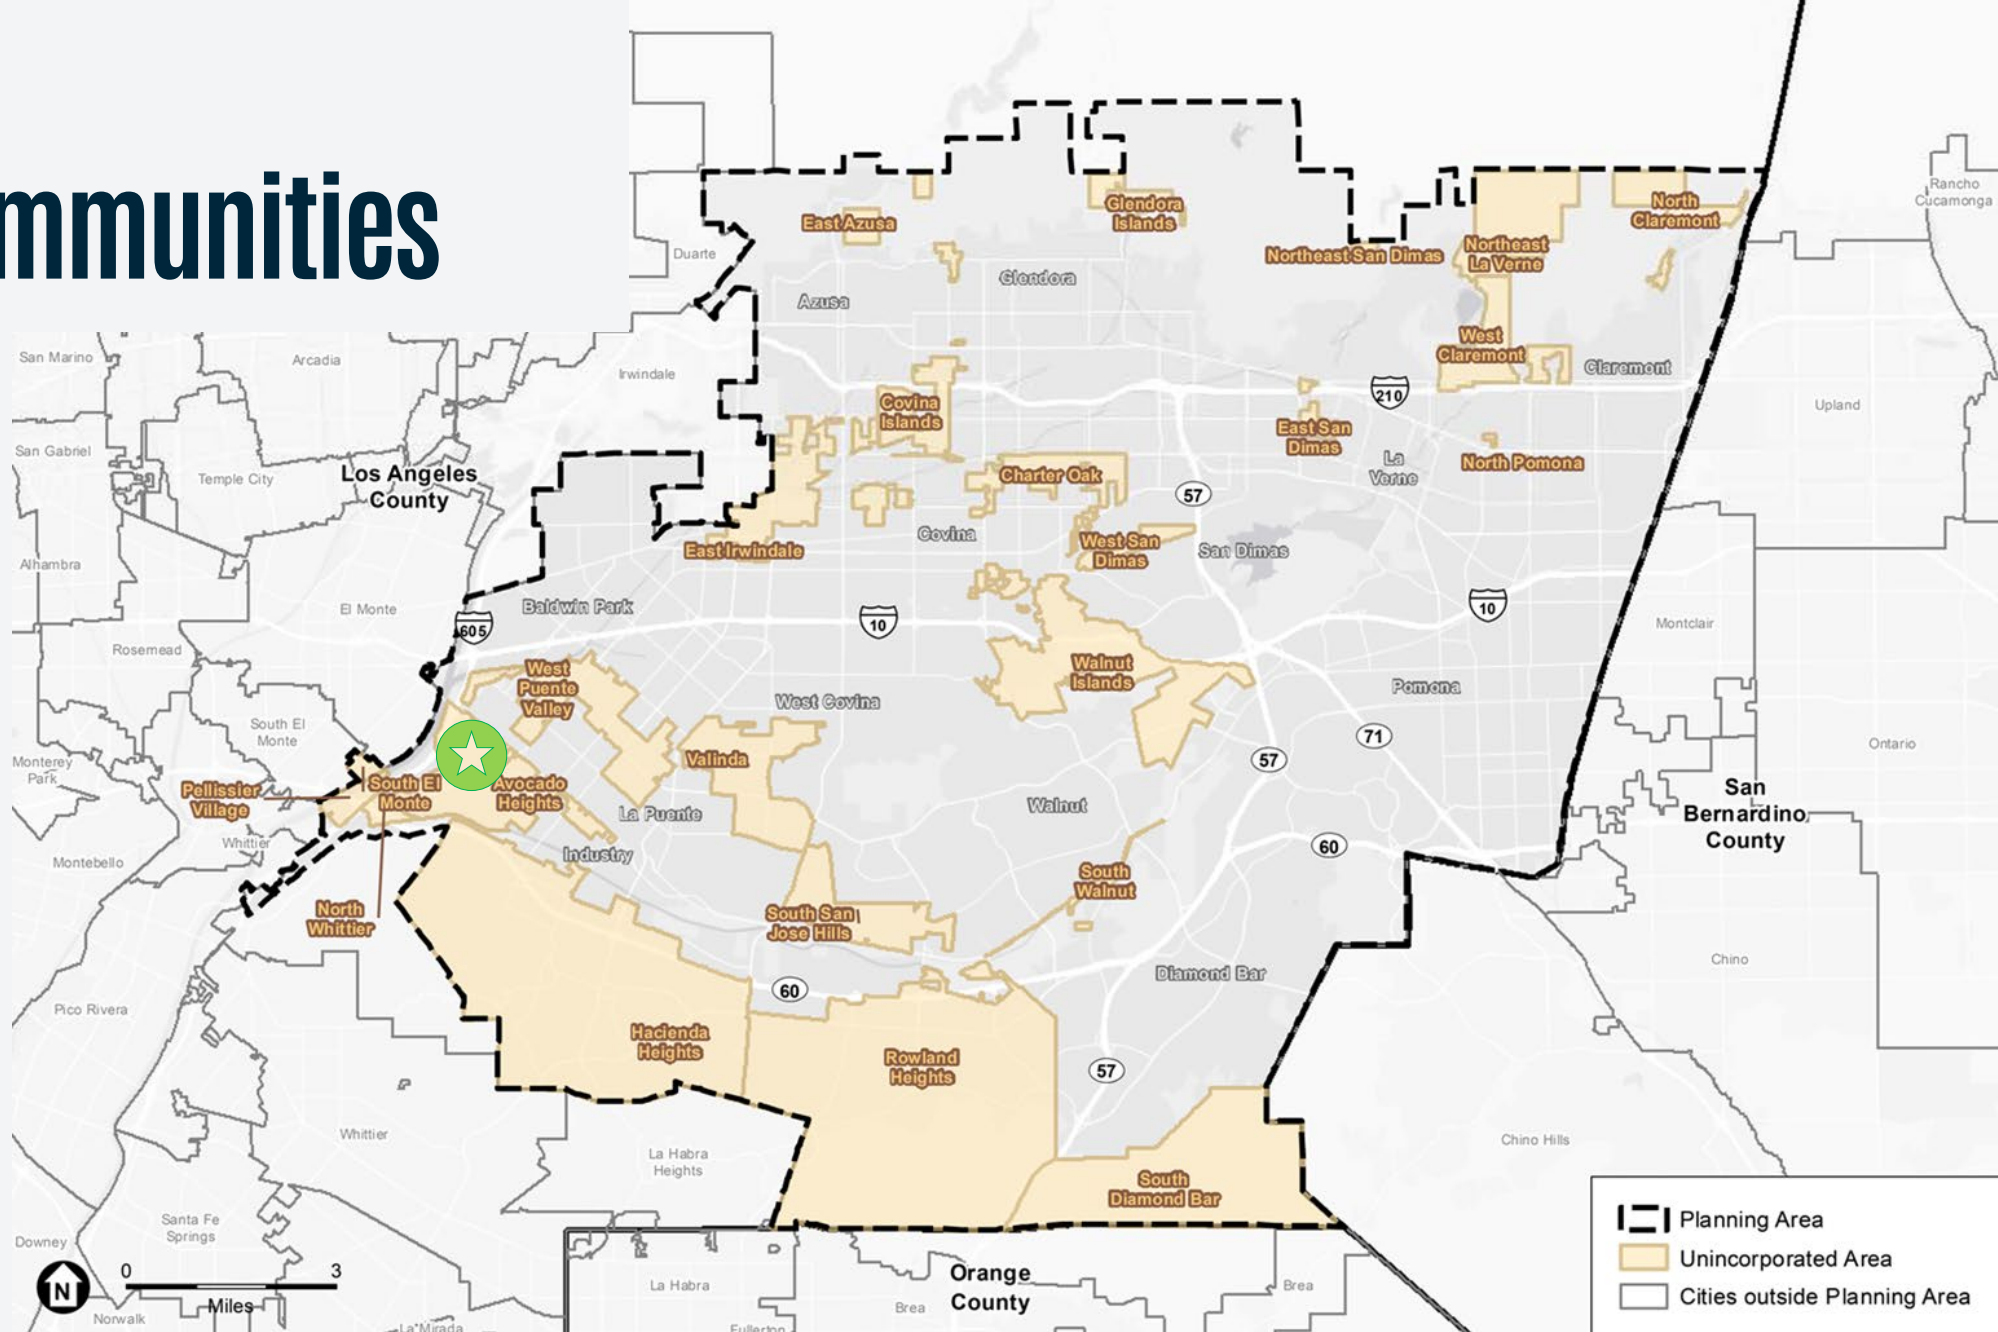 mmunities
Rancho
Cucamonga
East Azusa
Glendora
Islands
North
Claremont
Duarte
Northeast San Dimas
Northeast
La Verne
Glendora
Azusa
San Marino
Arcadia
Irwindale
West
Claremont
Claremont
210
Upland
Covina
Islands
East San
Dimas
San Gabriel
Temple City
Los Angeles
County
Charter Oak
La
Verne
North Pomona
57
Covina
East Irwindale
West San
Dimas
San Dimas
Alhambra
El Monte
Baldwin Park
605
10
10
Montclair
Rosemead
West
Puente
Valley
Walnut
Islands
West Covina
Pomona
South El
Monte
71
Ontario
Monterey
Park
Valinda
57
Pellissier
Village
South El
Monte
Avocado
Heights
La Puente
Walnut
San
Bernardino
County
Whittier
Montebello
Industry
60
South
Walnut
North
Whittier
South San
Jose Hills
Chino
Diamond Bar
60
Pico Rivera
Hacienda
Heights
Rowland
Heights
57
Whittier
La Habra
Heights
Chino Hills
South
Diamond Bar
Santa Fe
Springs
Downey
Planning Area
Unincorporated Area
Cities outside Planning Area
N
0
3
Miles
Orange
County
La Habra
Brea
Brea
Norwalk
La Mirada
Fullerton